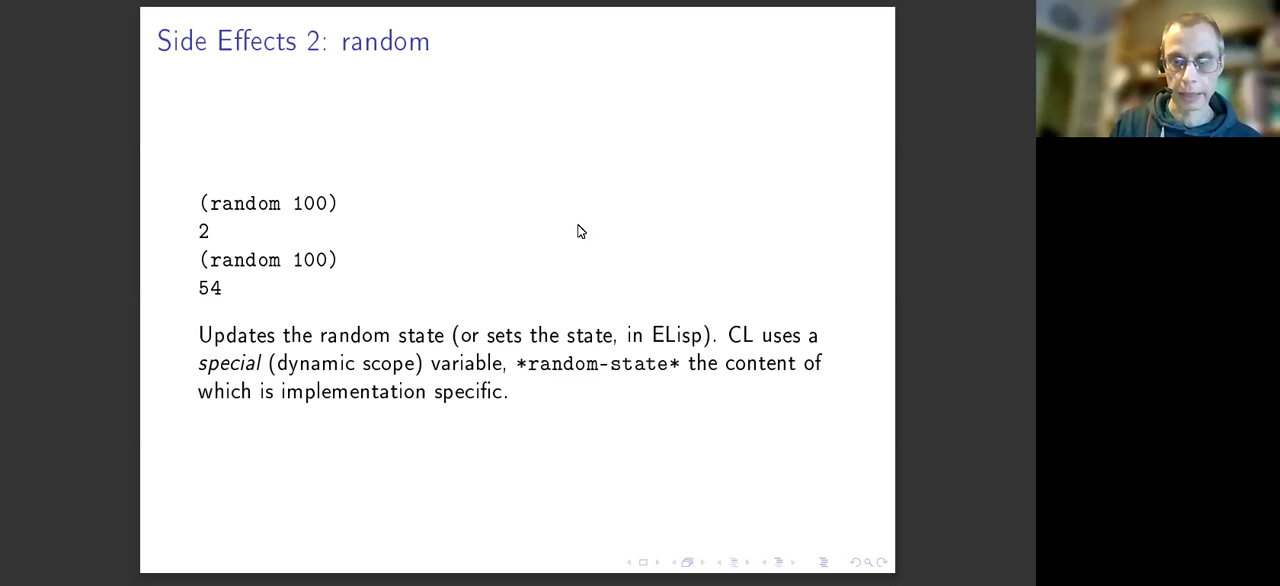 Side Effects 2: random
(random 100)
2
(random 100)
54
Updates the random state (or sets the state, in ELisp). CL uses a
special (dynamic scope) variable, *random-state* the content of
which is implementation specific.